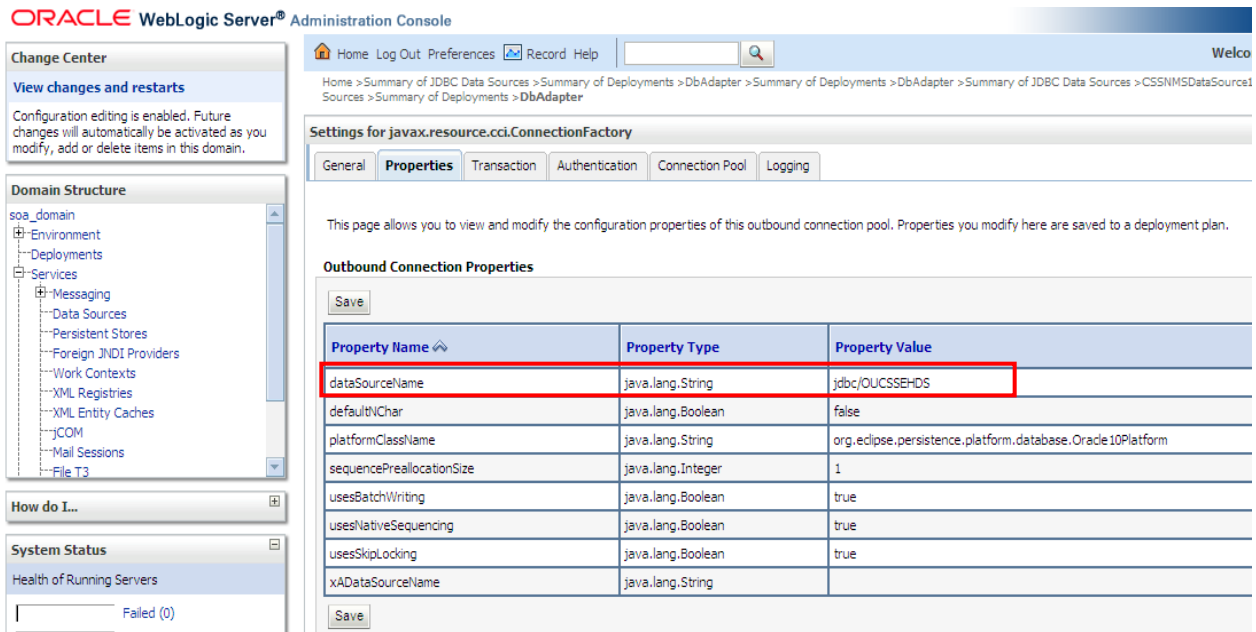 ORACLE WebLogic Server® Administration Console
Change Center
View changes and restarts
Configuration editing is enabled. Future
changes will automatically be activated as you
modify, add or delete items in this domain.
Domain Structure
soa_domain
Environment
Deployments
Services
Messaging
Data Sources
Persistent Stores
Foreign JNDI Providers
Work Contexts
XML Registries
XML Entity Caches
jCOM
Mail Sessions
File T3
How do I...
System Status
Health of Running Servers
Failed (0)
Home Log Out Preferences Record Help
Welco
Home >Summary of JDBC Data Sources >Summary of Deployments >DbAdapter >Summary of Deployments >DbAdapter >Summary of JDBC Data Sources >CSSNMSDataSource1
Sources >Summary of Deployments >DbAdapter
Settings for javax.resource.cci.ConnectionFactory
General Properties Transaction Authentication Connection Pool Logging
This page allows you to view and modify the configuration properties of this outbound connection pool. Properties you modify here are saved to a deployment plan.
Outbound Connection Properties
Save
Property Name Property Type Property Value
dataSourceName java.lang.String jdbc/OUCSSEHDS
defaultNChar java.lang.Boolean false
platformClassName java.lang.String org.eclipse.persistence.platform.database.Oracle10Platform
sequencePreallocationSize java.lang.Integer 1
usesBatchWriting java.lang.Boolean true
usesNativeSequencing java.lang.Boolean true
usesSkipLocking java.lang.Boolean true
xADataSourceName java.lang.String
Save